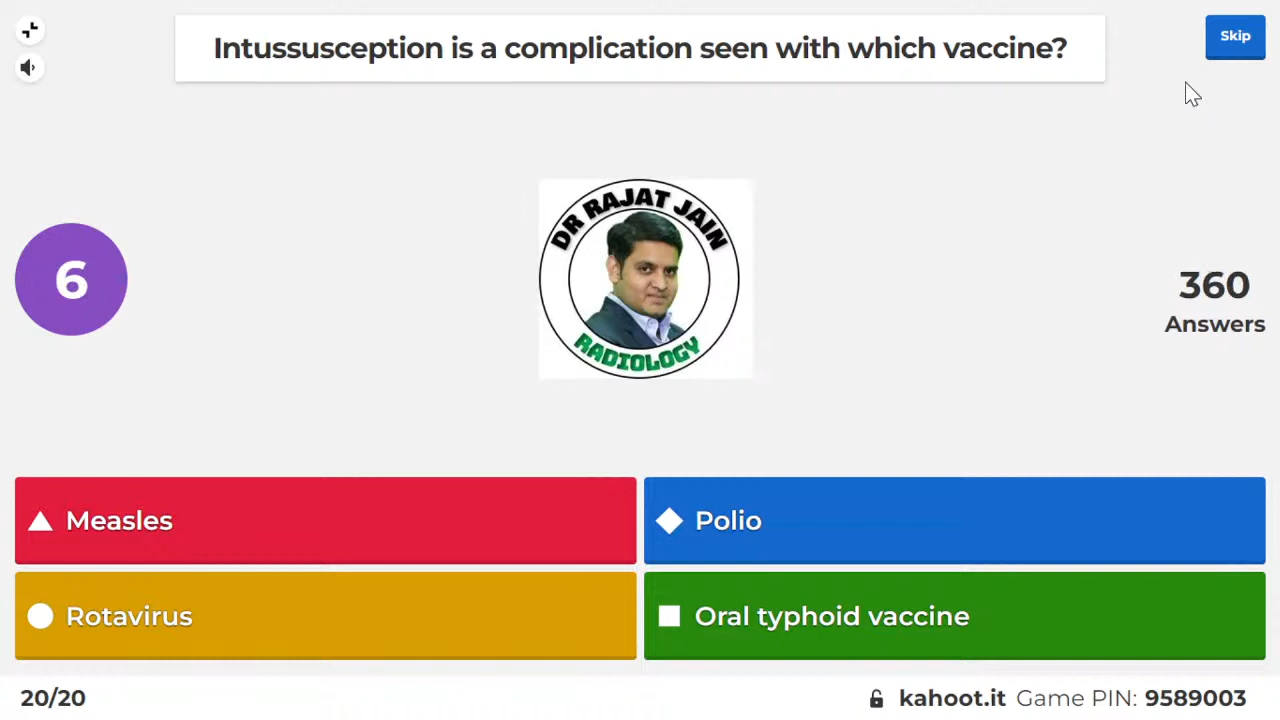 Intussusception is a complication seen with which vaccine?
Skip
DR RAJAT JAIN
RADIOLOGY
6
360
Answers
Measles
Polio
Rotavirus
Oral typhoid vaccine
20/20
kahoot.it Game PIN: 9589003